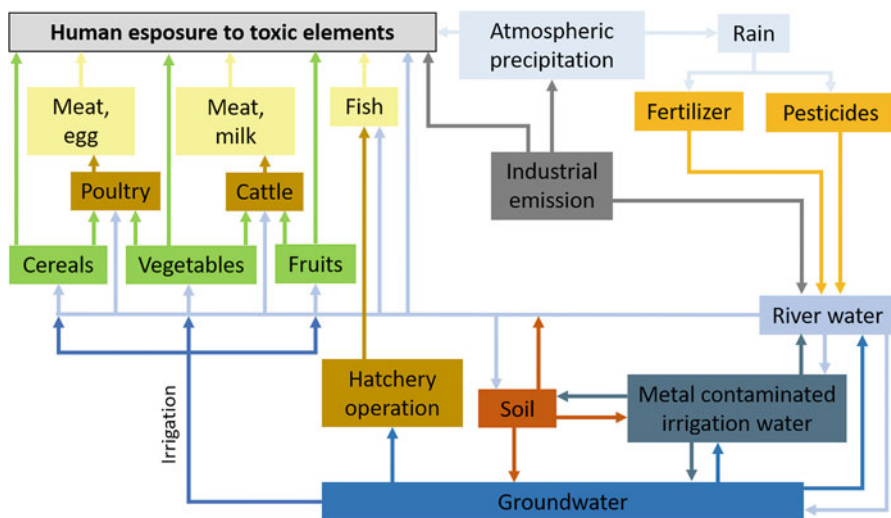 Human exposure to toxic elements
Atmospheric
precipitation
Rain
Meat,
egg
Meat,
milk
Fish
Fertilizer
Pesticides
Industrial
emission
Poultry
Cattle
Cereals
Vegetables
Fruits
River water
Irrigation
Hatchery
operation
Soil
Metal contaminated
irrigation water
Groundwater